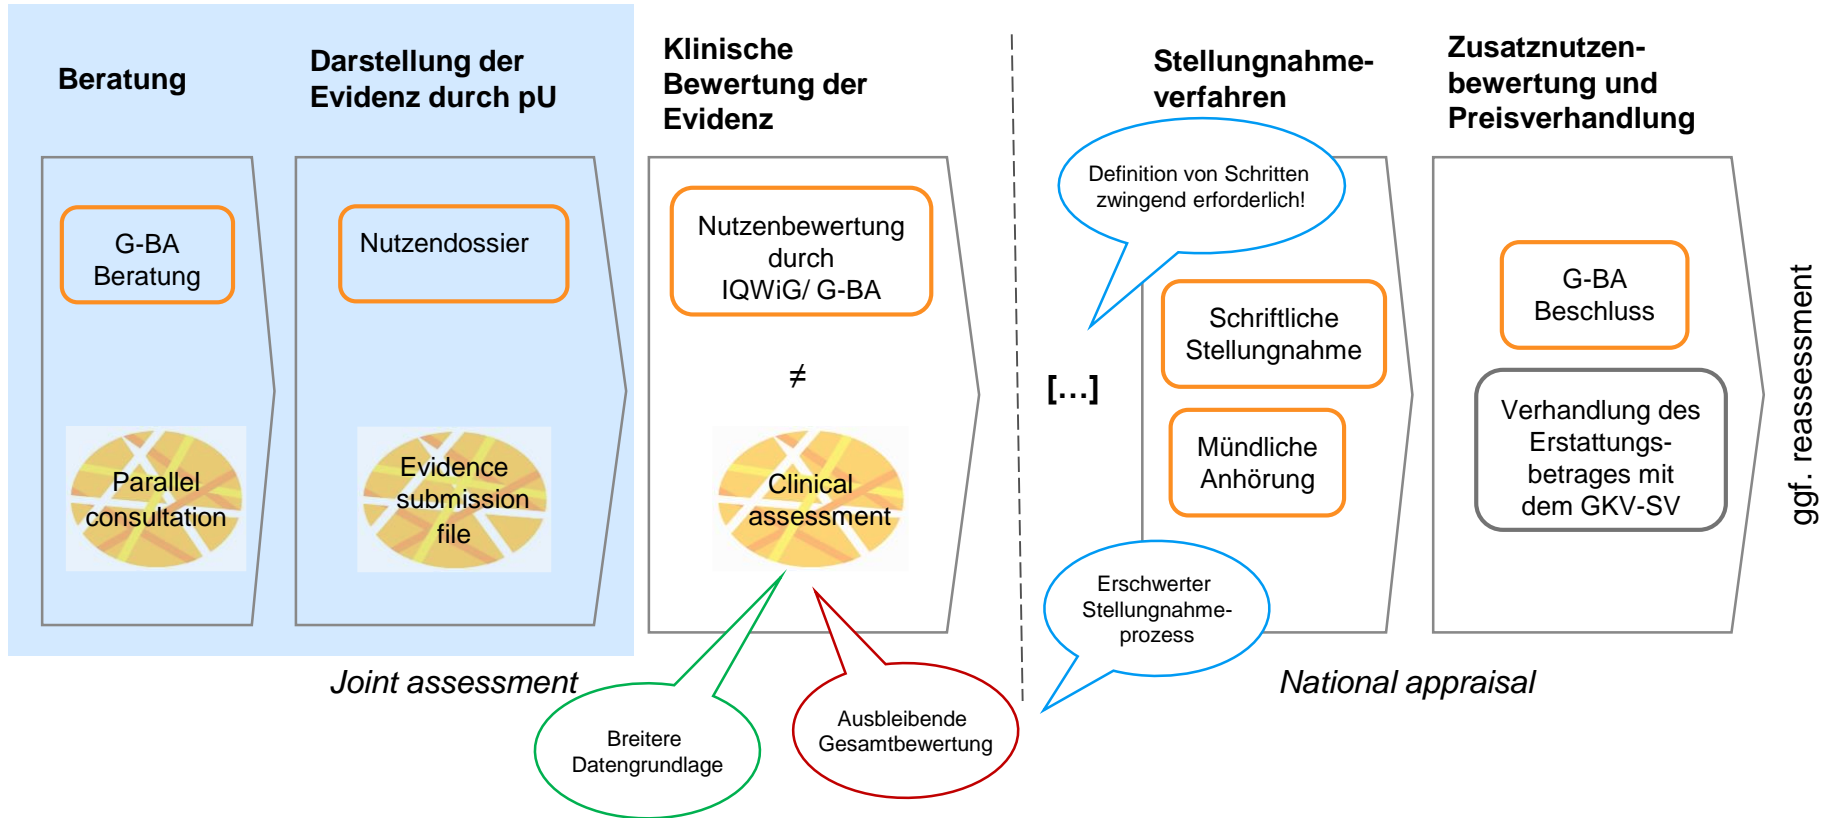 Beratung
Darstellung der
Evidenz durch pU
Klinische
Bewertung der
Evidenz
Stellungnahme-
verfahren
Zusatznutzen-
bewertung und
Preisverhandlung
G-BA
Beratung
Parallel
consultation
Nutzendossier
Evidence
submission
file
Nutzenbewertung
durch
IQWiG/ G-BA
≠
Clinical
assessment
Breitere
Datengrundlage
Ausbleibende
Gesamtbewertung
[…]
Definition von Schritten
zwingend erforderlich!
Schriftliche
Stellungnahme
Mündliche
Anhörung
Erschwerter
Stellungnahme-
prozess
G-BA
Beschluss
Verhandlung des
Erstattungs-
betrages mit
dem GKV-SV
ggf. reassessment
Joint assessment
National appraisal